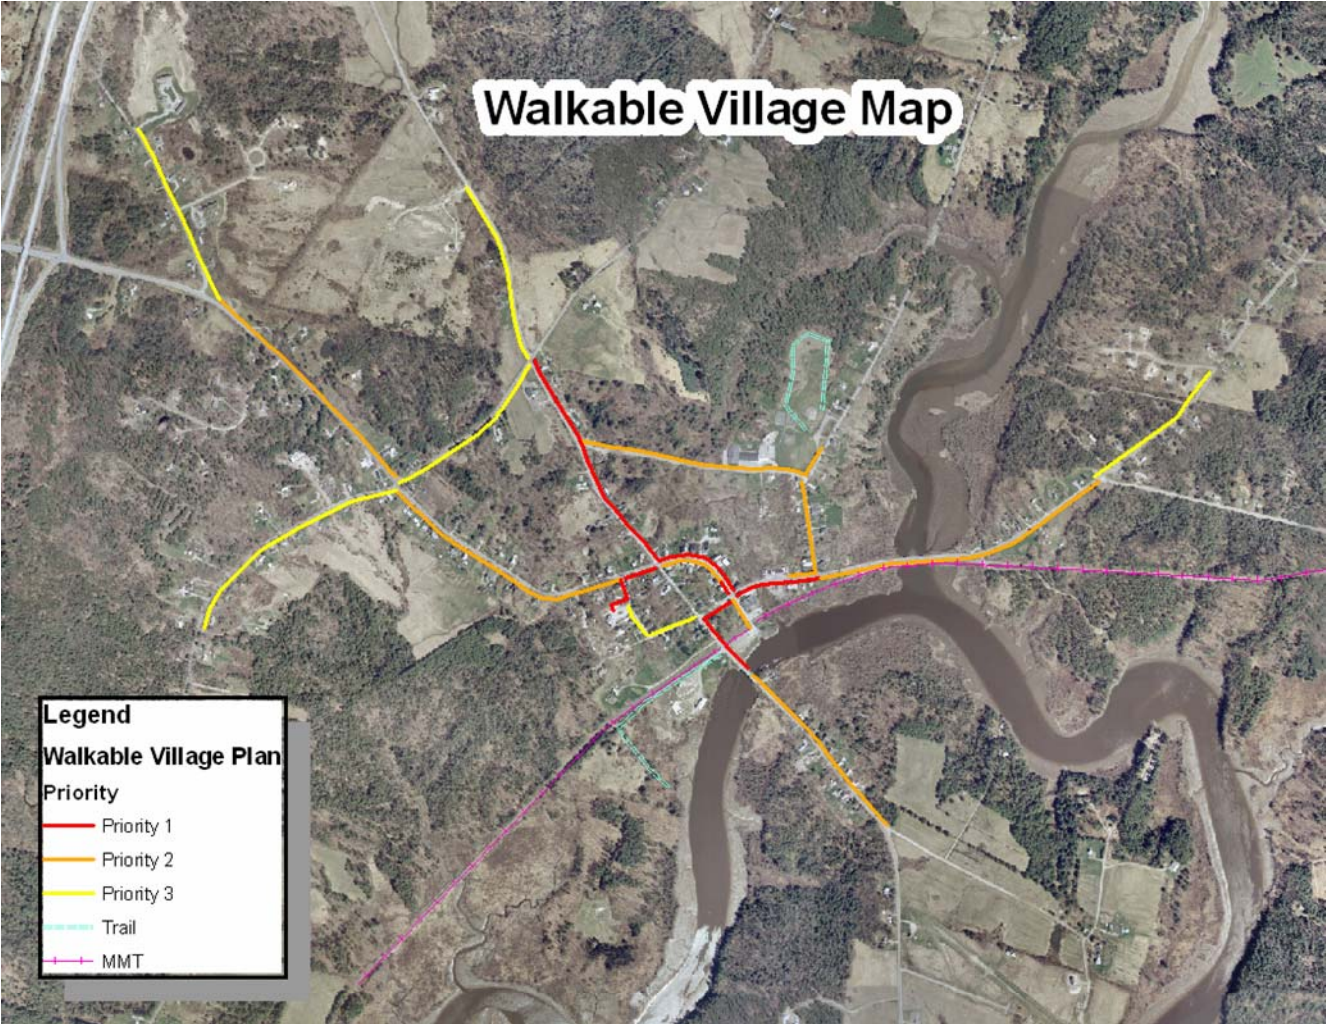 Walkable Village Map
Legend
Walkable Village Plan
Priority
Priority 1
Priority 2
Priority 3
Trail
MMT